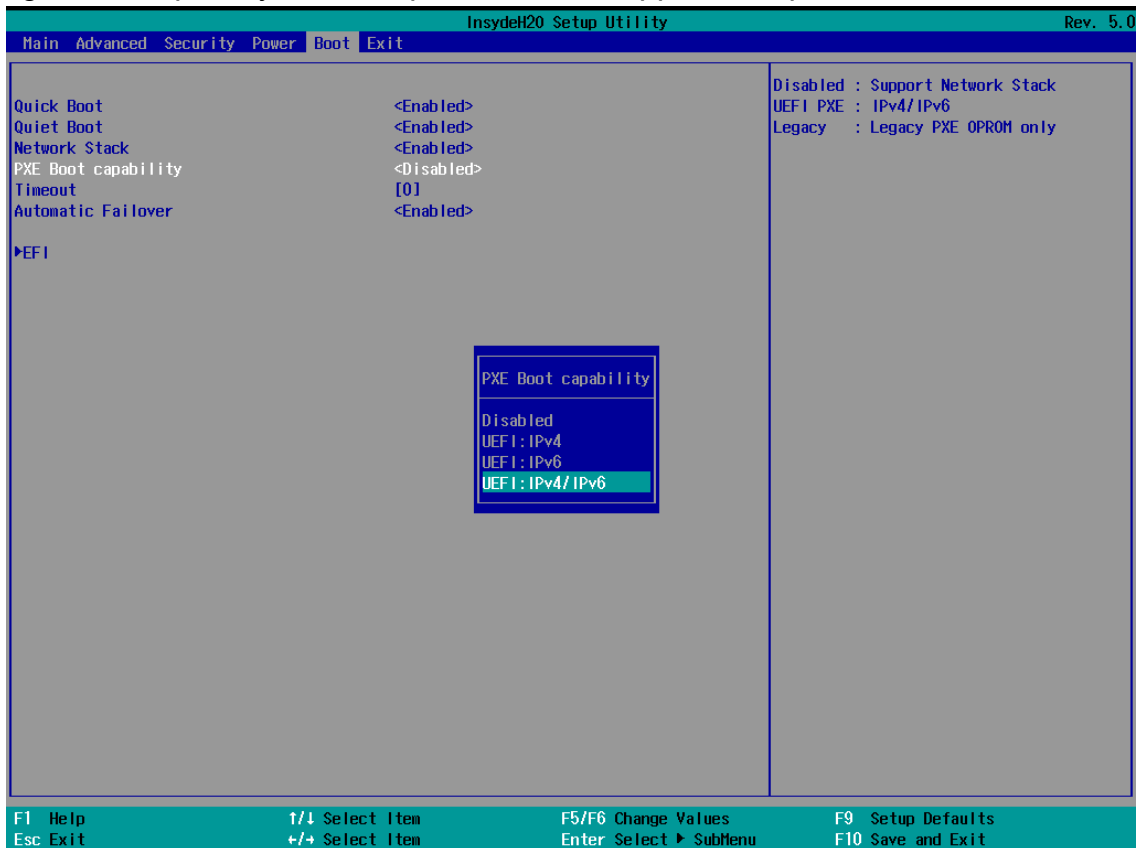 InsydeH20 Setup Utility Rev. 5.0
Main Advanced Security Power Boot Exit
Quick Boot <Enabled>
Quiet Boot <Enabled>
Network Stack <Enabled>
PXE Boot capability <Disabled>
Timeout [0]
Automatic Failover <Enabled>
▶EFI
Disabled : Support Network Stack
UEFI PXE : IPv4/IPv6
Legacy : Legacy PXE OPROM only
PXE Boot capability
Disabled
UEFI:IPv4
UEFI:IPv6
UEFI:IPv4/IPv6
F1 Help ↑/↓ Select Item F5/F6 Change Values F9 Setup Defaults
Esc Exit ←/→ Select Item Enter Select ▶ SubMenu F10 Save and Exit